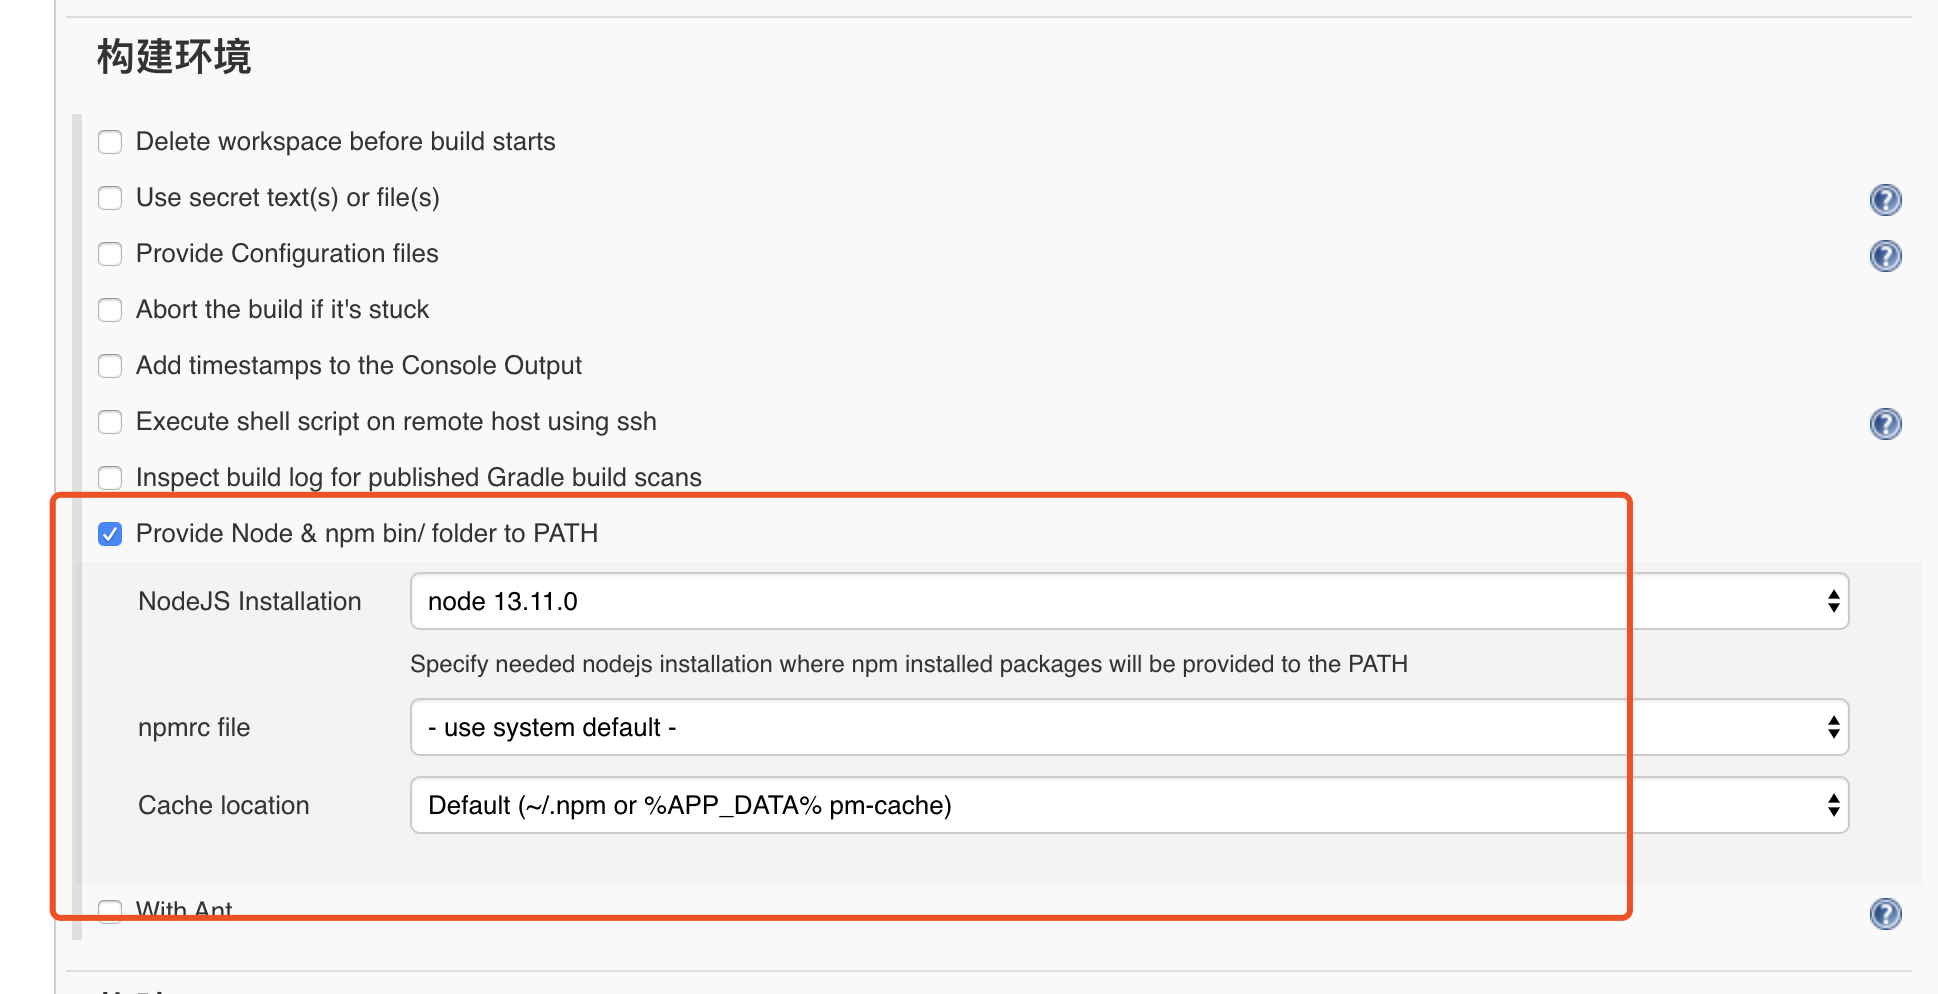 构建环境
Delete workspace before build starts
Use secret text(s) or file(s)
Provide Configuration files
Abort the build if it's stuck
Add timestamps to the Console Output
Execute shell script on remote host using ssh
Inspect build log for published Gradle build scans
Provide Node & npm bin/ folder to PATH
NodeJS Installation node 13.11.0
Specify needed nodejs installation where npm installed packages will be provided to the PATH
npmrc file - use system default -
Cache location Default (~/.npm or %APP_DATA% pm-cache)
With Ant